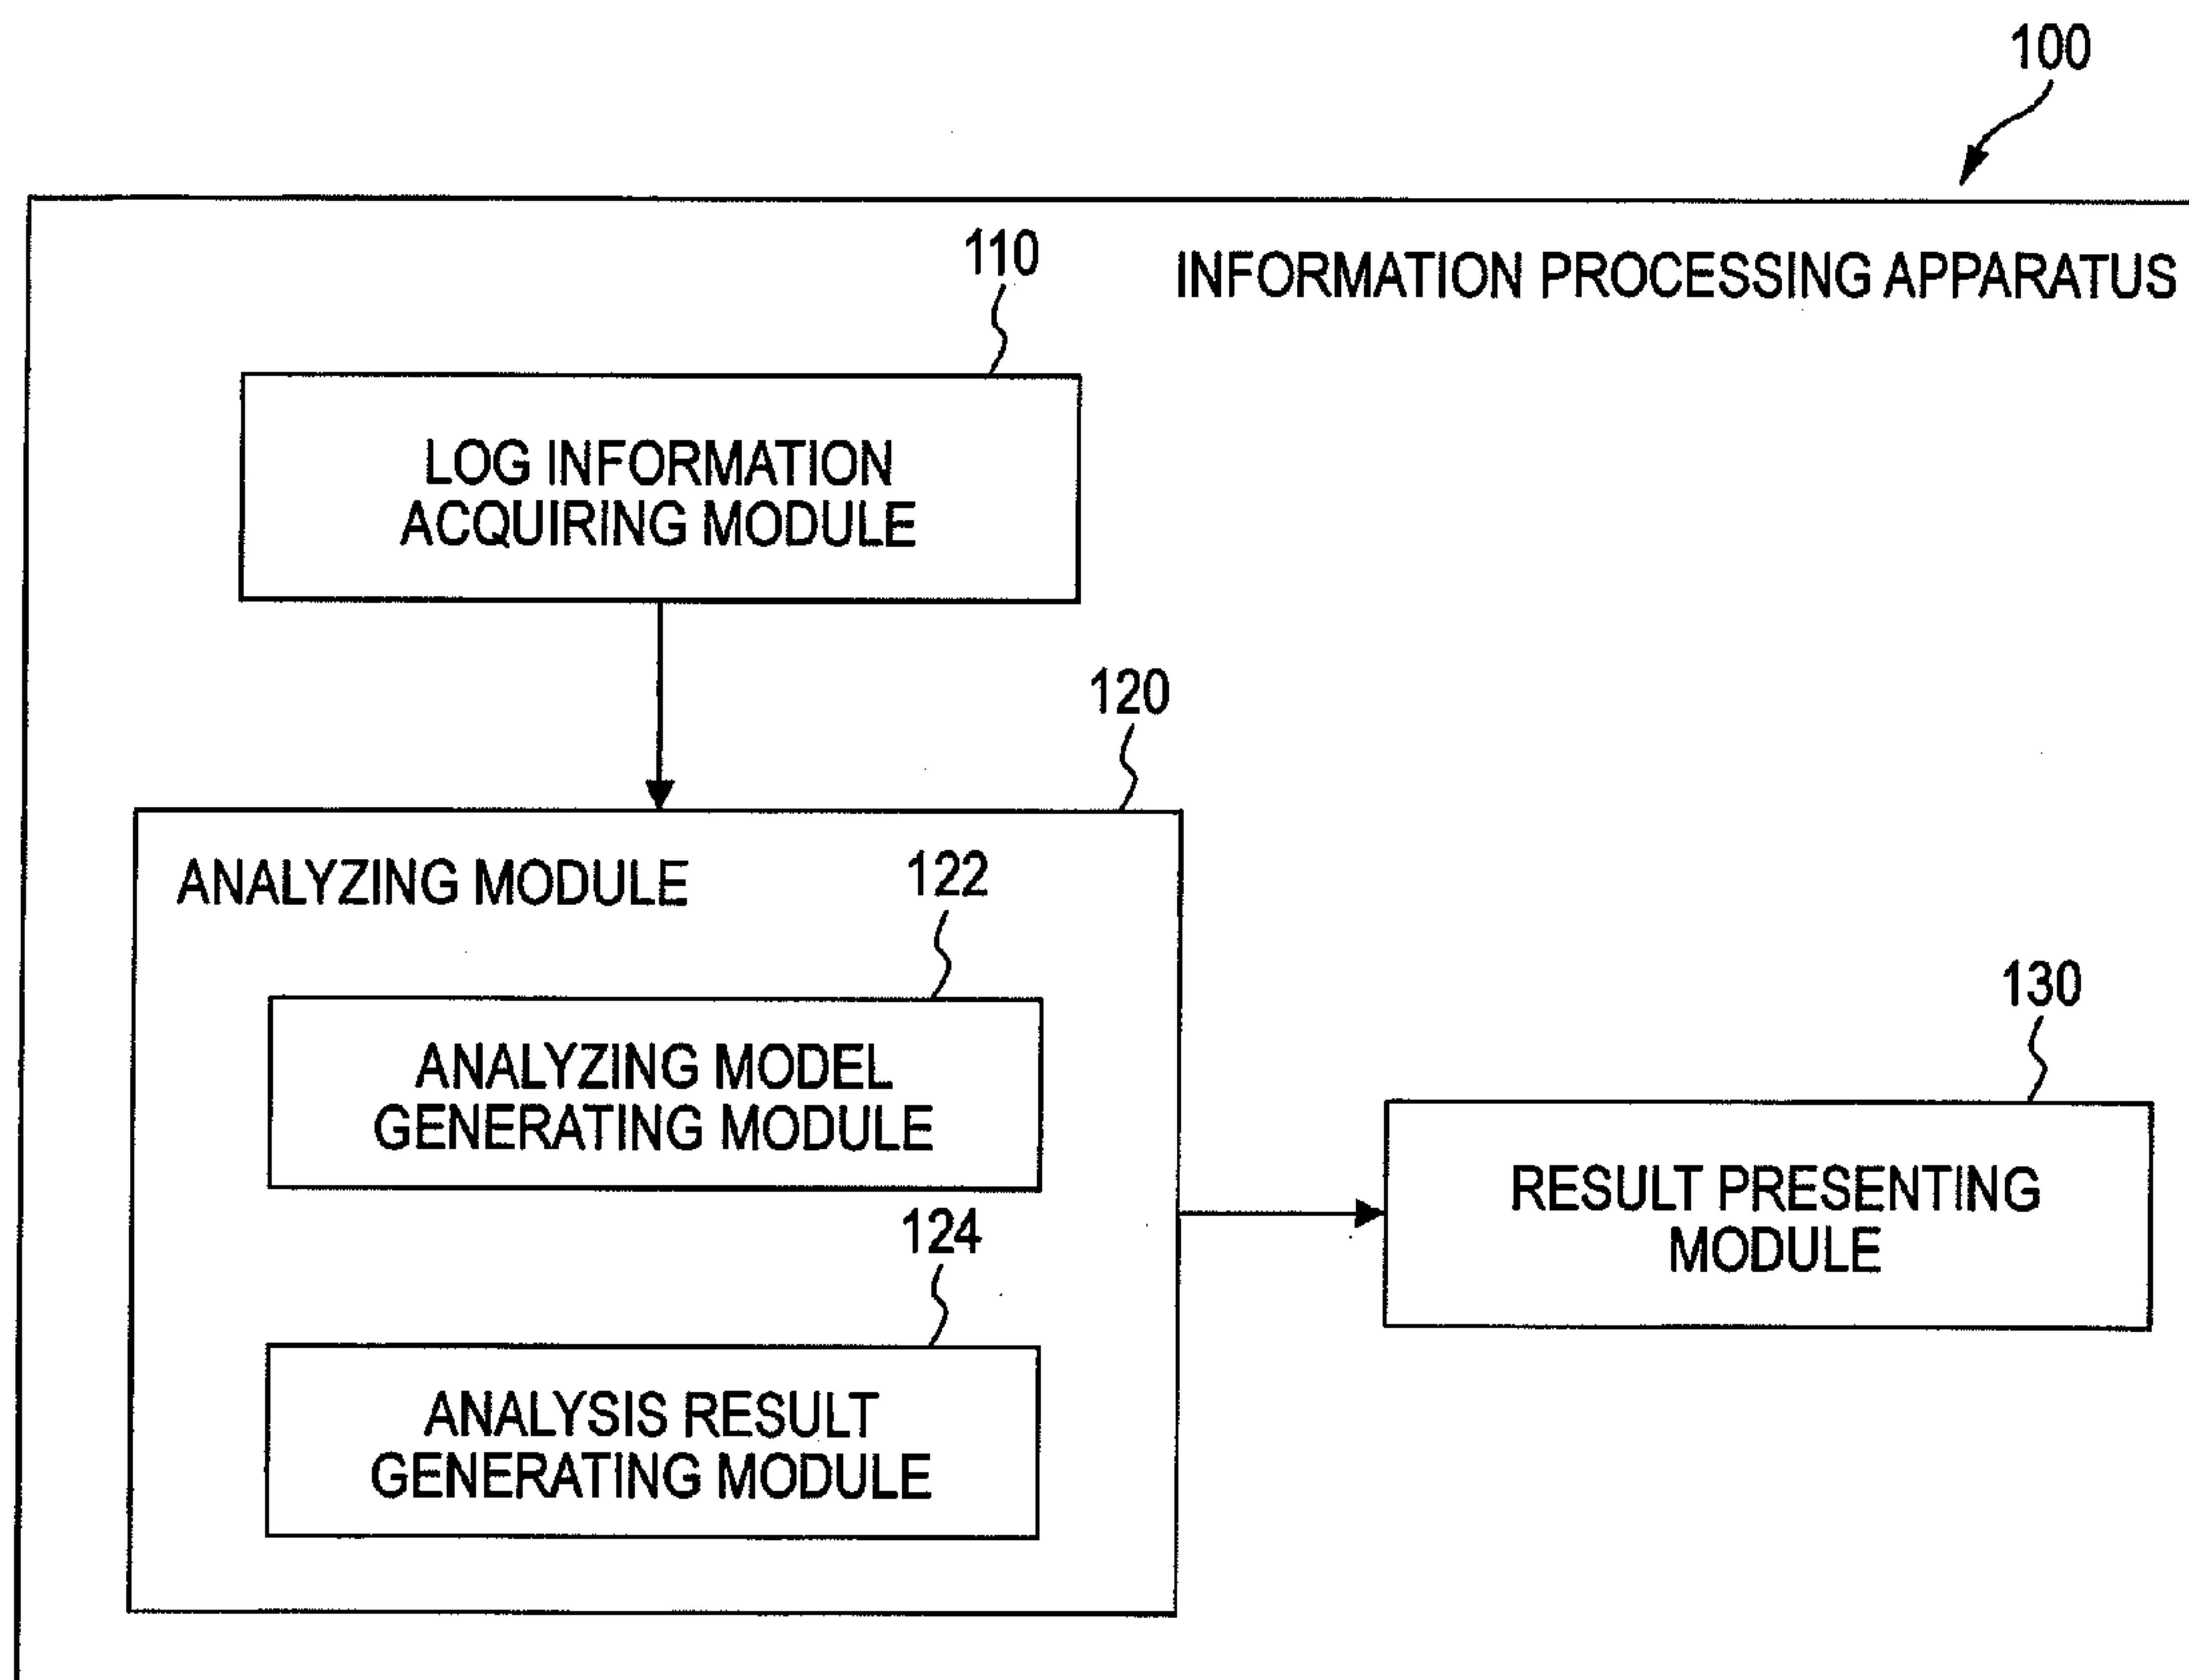 100
INFORMATION PROCESSING APPARATUS
110
LOG INFORMATION
ACQUIRING MODULE
120
ANALYZING MODULE
122
ANALYZING MODEL
GENERATING MODULE
124
ANALYSIS RESULT
GENERATING MODULE
130
RESULT PRESENTING
MODULE